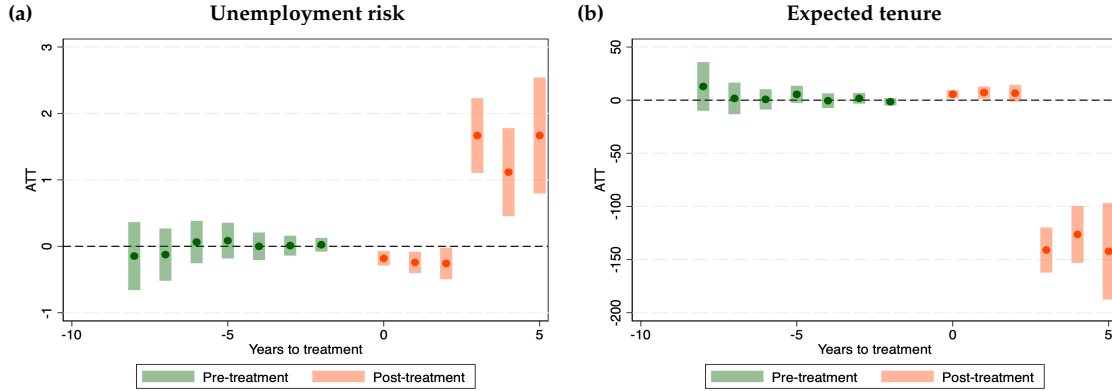 (a) Unemployment risk
3
2
1
0
-1
ATT
-10 -5 0 5
Years to treatment
Pre-treatment Post-treatment
(b) Expected tenure
50
0
-50
-100
-150
-200
ATT
-10 -5 0 5
Years to treatment
Pre-treatment Post-treatment